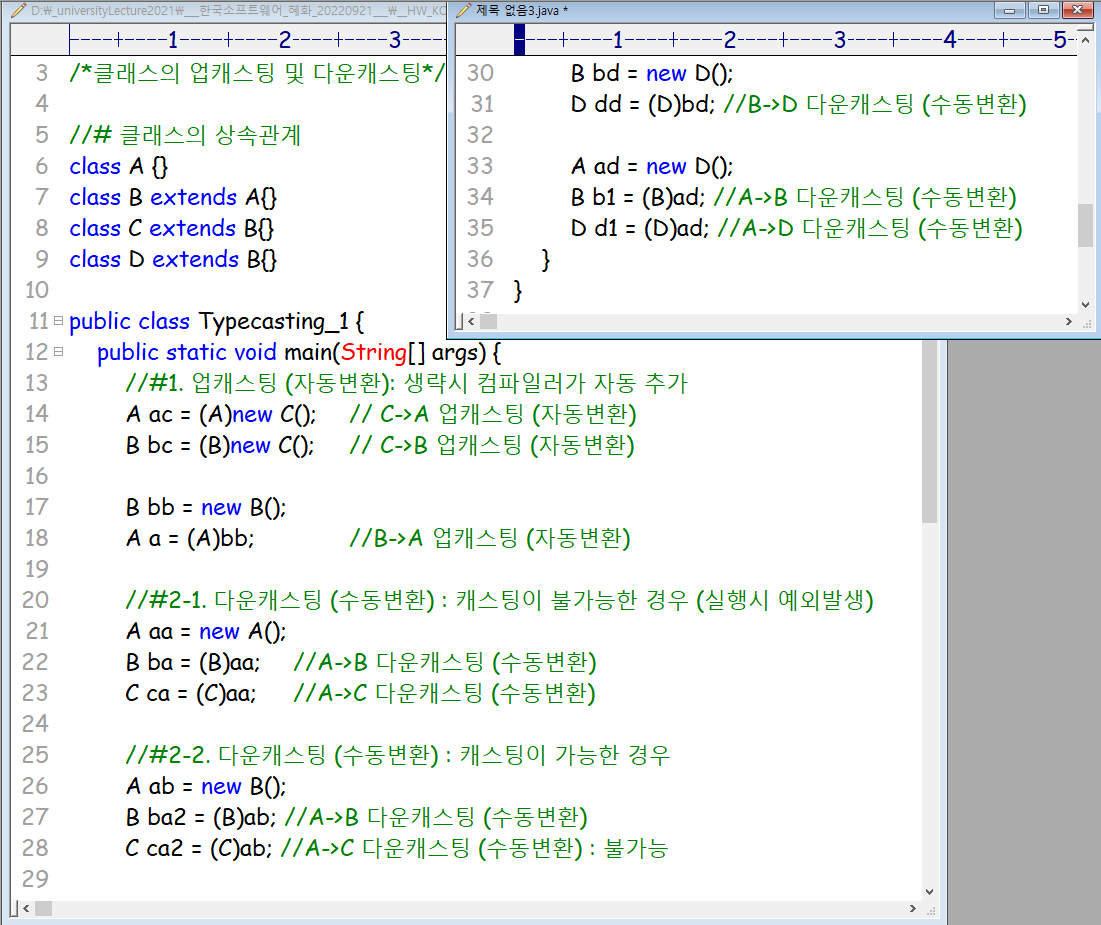 D:\_universityLecture2021\___한국소프트웨어_혜화_20220921___\__HW_KO
3 /*클래스의 업캐스팅 및 다운캐스팅*/
4
5 //# 클래스의 상속관계
6 class A {}
7 class B extends A{}
8 class C extends B{}
9 class D extends B{}
10
11 public class Typecasting_1 {
12 public static void main(String[] args) {
13 //#1. 업캐스팅 (자동변환): 생략시 컴파일러가 자동 추가
14 A ac = (A)new C(); // C->A 업캐스팅 (자동변환)
15 B bc = (B)new C(); // C->B 업캐스팅 (자동변환)
16
17 B bb = new B();
18 A a = (A)bb; //B->A 업캐스팅 (자동변환)
19
20 //#2-1. 다운캐스팅 (수동변환) : 캐스팅이 불가능한 경우 (실행시 예외발생)
21 A aa = new A();
22 B ba = (B)aa; //A->B 다운캐스팅 (수동변환)
23 C ca = (C)aa; //A->C 다운캐스팅 (수동변환)
24
25 //#2-2. 다운캐스팅 (수동변환) : 캐스팅이 가능한 경우
26 A ab = new B();
27 B ba2 = (B)ab; //A->B 다운캐스팅 (수동변환)
28 C ca2 = (C)ab; //A->C 다운캐스팅 (수동변환) : 불가능
29
제목 없음3.java *
30 B bd = new D();
31 D dd = (D)bd; //B->D 다운캐스팅 (수동변환)
32
33 A ad = new D();
34 B b1 = (B)ad; //A->B 다운캐스팅 (수동변환)
35 D d1 = (D)ad; //A->D 다운캐스팅 (수동변환)
36 }
37 }